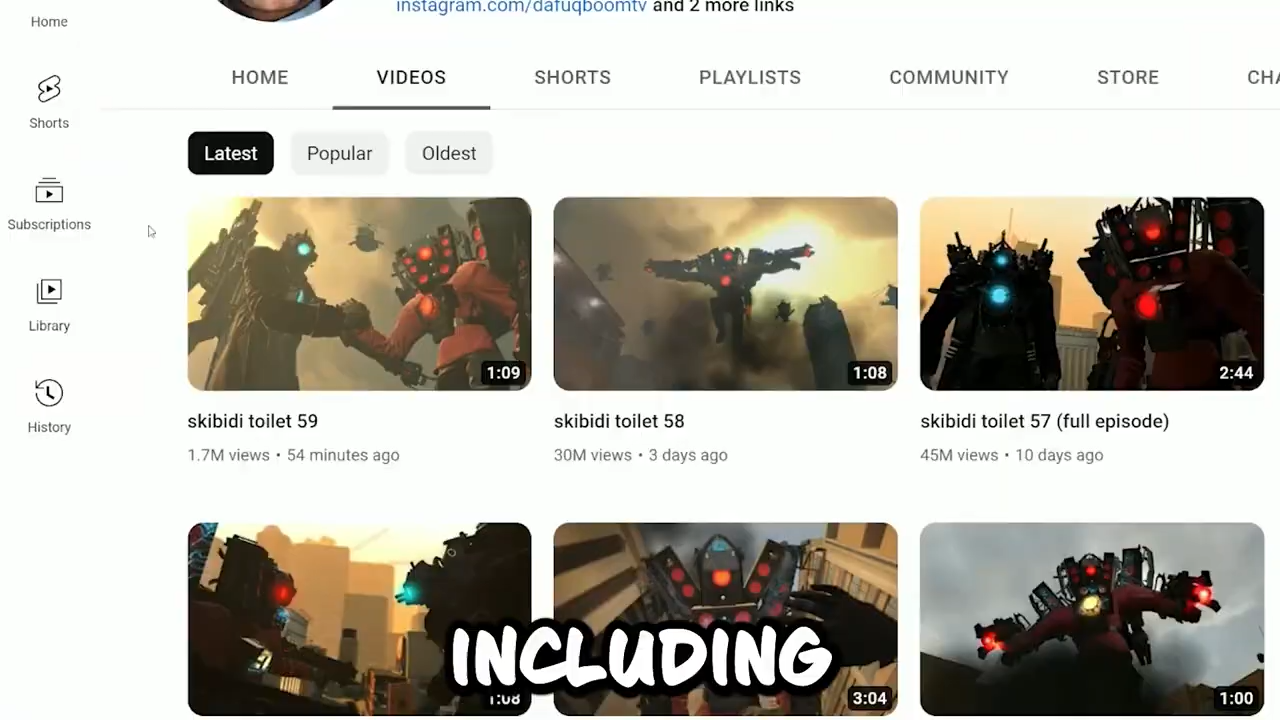 instagram.com/dafuqboomtv and 2 more links
Home
HOME VIDEOS SHORTS PLAYLISTS COMMUNITY STORE CHA
Shorts
Latest Popular Oldest
Subscriptions
Library
1:09 1:08 2:44
skibidi toilet 59 skibidi toilet 58 skibidi toilet 57 (full episode)
History
1.7M views • 54 minutes ago 30M views • 3 days ago 45M views • 10 days ago
INCLUDING
1:08 3:04 1:00